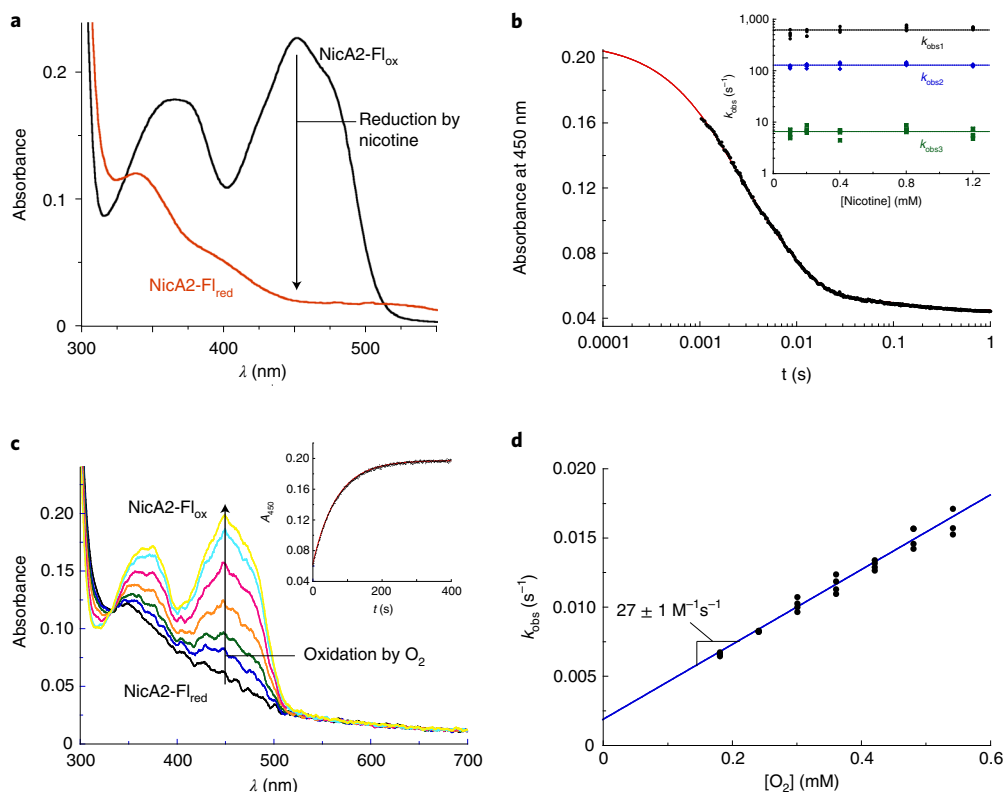 a
0.2
0.1
0
Absorbance
300
400
500
λ (nm)
NicA2-Flox
Reduction by
nicotine
NicA2-Flred
b
0.20
0.16
0.12
0.08
0.04
Absorbance at 450 nm
0.0001
0.001
0.01
0.1
1
t (s)
1,000
100
10
1
kobs (s−1)
kobs1
kobs2
kobs3
0
0.4
0.8
1.2
[Nicotine] (mM)
c
0.20
0.15
0.10
0.05
0
Absorbance
300
400
500
600
700
λ (nm)
NicA2-Flox
Oxidation by O2
NicA2-Flred
0.20
0.16
0.12
0.08
0.04
A450
0
200
400
t (s)
d
0.020
0.015
0.010
0.005
0
kobs (s−1)
27 ± 1 M−1s−1
0
0.2
0.4
0.6
[O2] (mM)